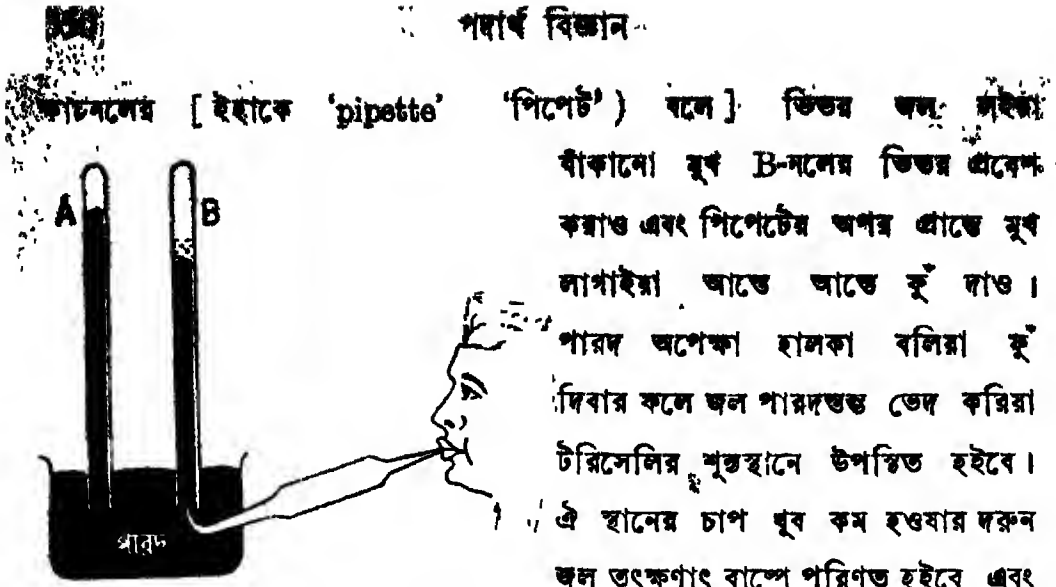 পদার্থ বিজ্ঞান
কাচনলের [ ইহাকে ‘pipette’ ‘পিপেট’ ) বলে ] ভিতর জল লইয়া
বাঁকানো মুখ B-নলের ভিতর প্রবেশ
করাও এবং পিপেটের অপর প্রান্তে মুখ
লাগাইয়া আস্তে আস্তে ফুঁ দাও ।
পারদ অপেক্ষা হালকা বলিয়া ফুঁ
দিবার ফলে জল পারদস্তম্ভ ভেদ করিয়া
টরিসেলির শূন্যস্থানে উপস্থিত হইবে ।
ঐ স্থানের চাপ খুব কম হওযার দরুন
জল তৎক্ষণাৎ বাষ্পে পরিণত হইবে এবং
A
B
পারদ